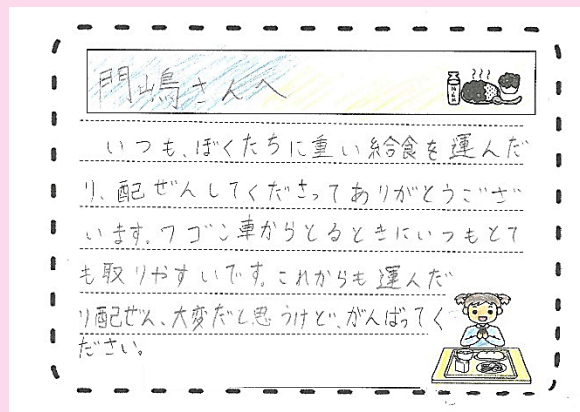 門嶋さんへ
いつも、ぼくたちに重い給食を運んだ
り、配ぜんしてくださってありがとうござ
います。ワゴン車からとるときにいつもとて
も取りやすいです。これからも運んだ
り配ぜん、大変だと思うけど、がんばってく
ださい。